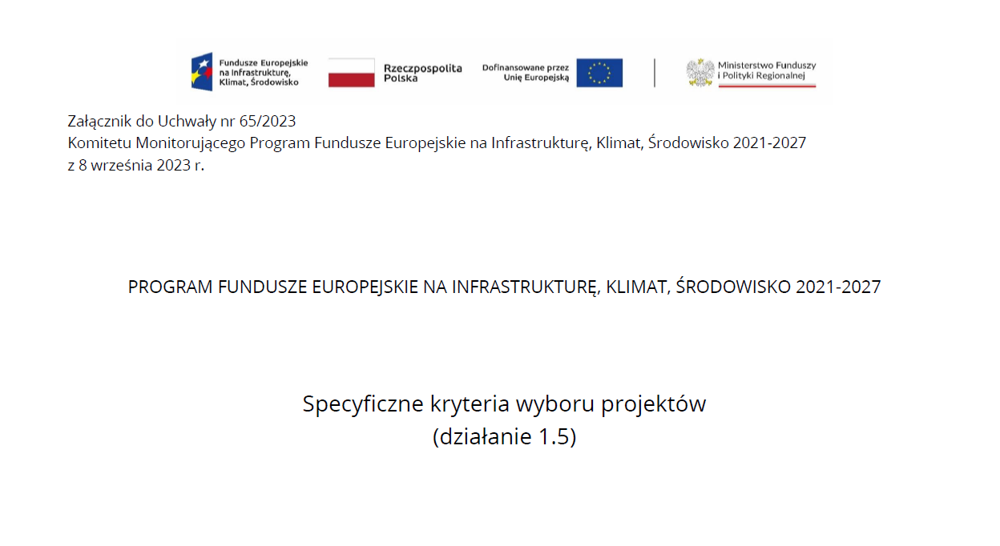 Fundusze Europejskie
na Infrastrukturę,
Klimat, Środowisko
Rzeczpospolita
Polska
Dofinansowane przez
Unię Europejską
Ministerstwo Funduszy
i Polityki Regionalnej
Załącznik do Uchwały nr 65/2023
Komitetu Monitorującego Program Fundusze Europejskie na Infrastrukturę, Klimat, Środowisko 2021-2027
z 8 września 2023 r.
PROGRAM FUNDUSZE EUROPEJSKIE NA INFRASTRUKTURĘ, KLIMAT, ŚRODOWISKO 2021-2027
Specyficzne kryteria wyboru projektów
(działanie 1.5)